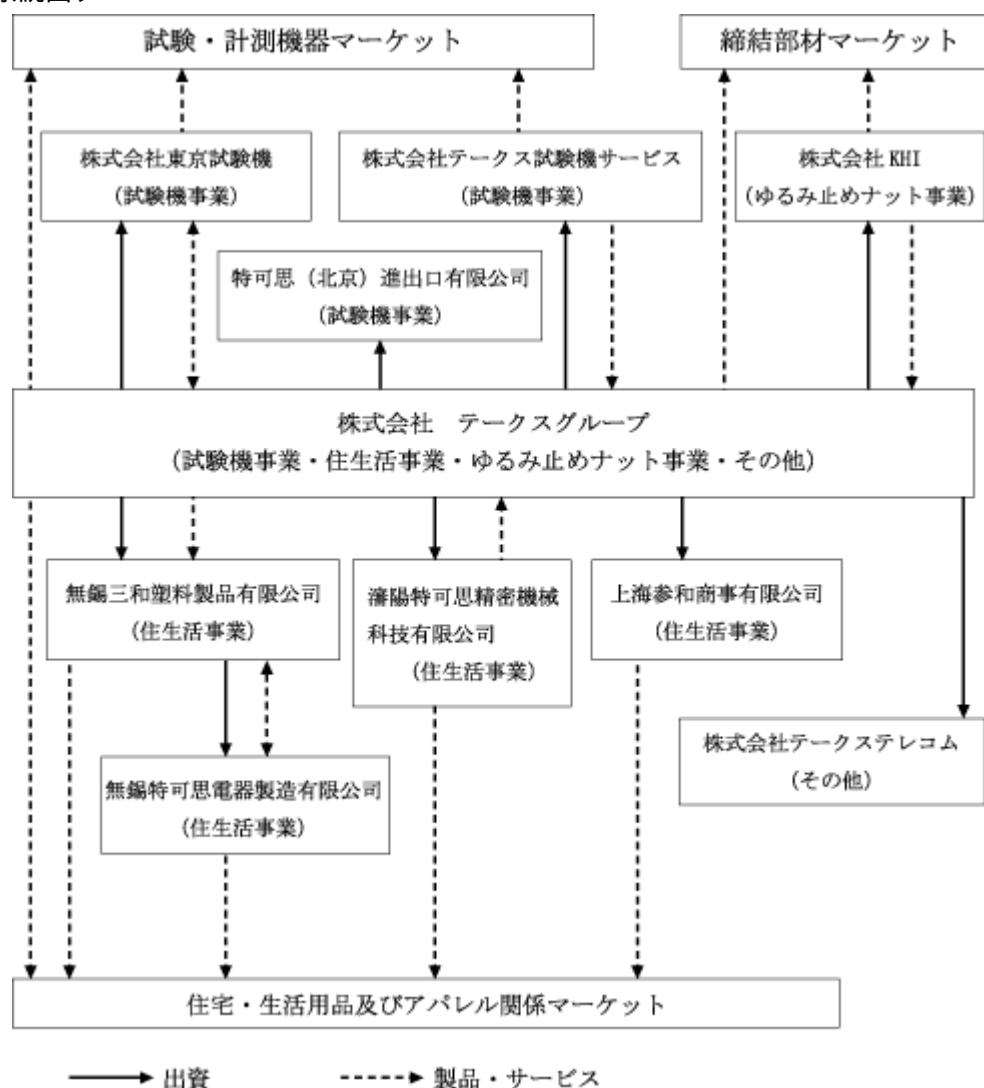 試験・計測機器マーケット
締結部材マーケット
株式会社東京試験機
(試験機事業)
株式会社テークス試験機サービス
(試験機事業)
株式会社 KHI
(ゆるみ止めナット事業)
特可思(北京)進出口有限公司
(試験機事業)
株式会社 テークスグループ
(試験機事業・住生活事業・ゆるみ止めナット事業・その他)
無錫三和塑料製品有限公司
(住生活事業)
瀋陽特可思精密機械
科技有限公司
(住生活事業)
上海参和商事有限公司
(住生活事業)
株式会社テークステレコム
(その他)
無錫特可思電器製造有限公司
(住生活事業)
住宅・生活用品及びアパレル関係マーケット
出資
製品・サービス